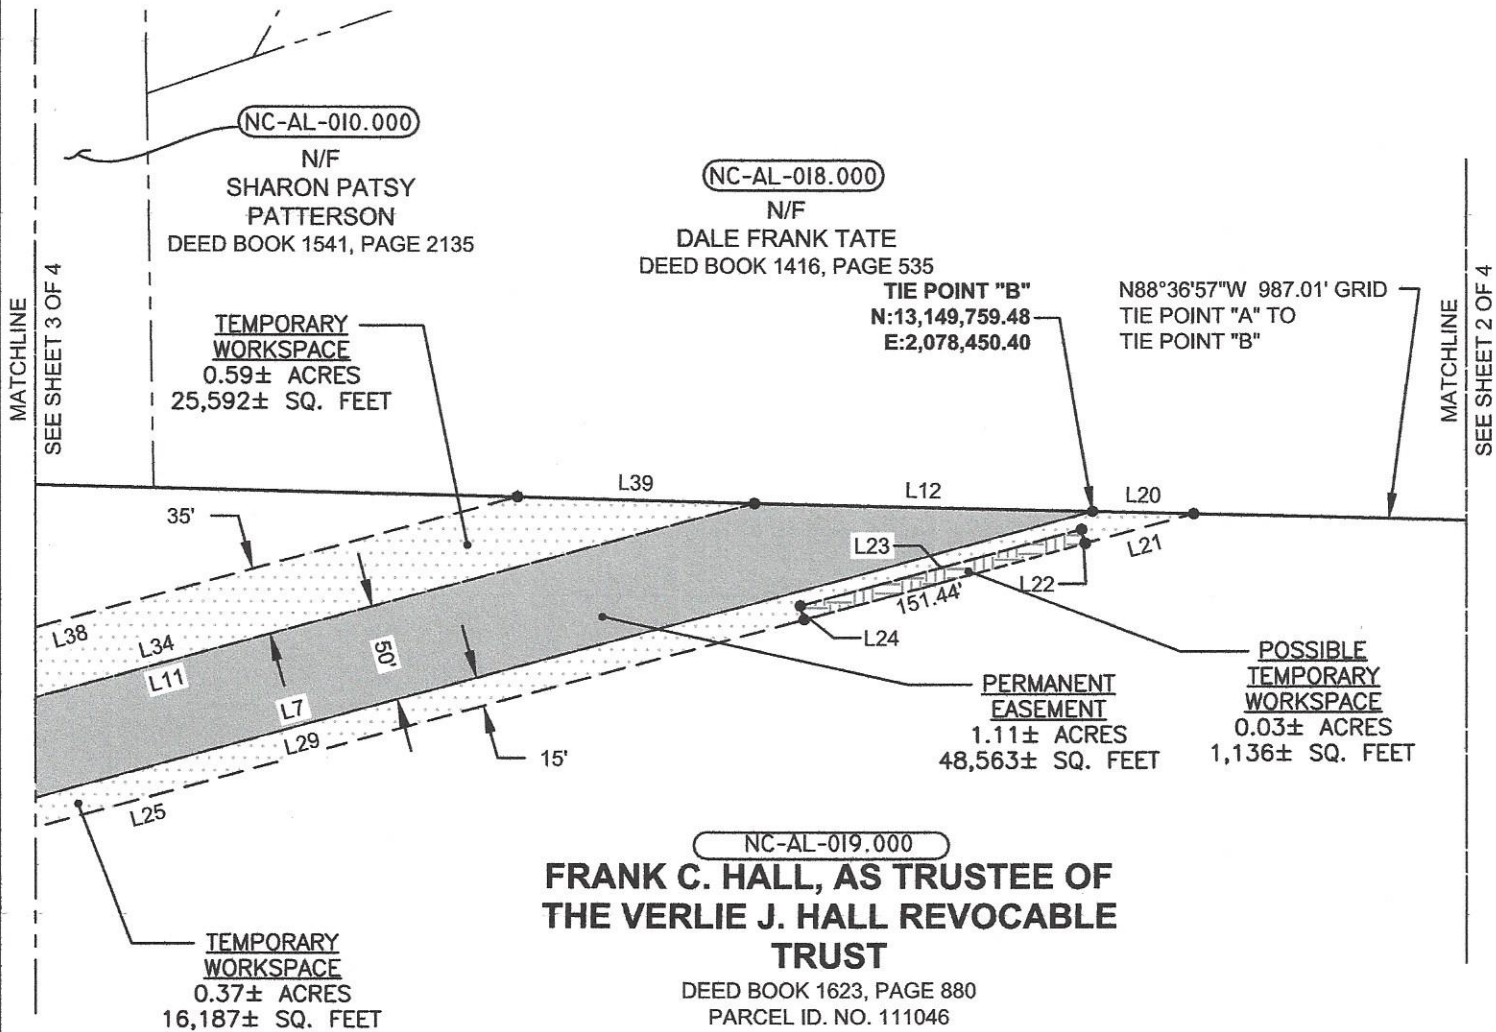 NC-AL-010.000
N/F
SHARON PATSY
PATTERSON
DEED BOOK 1541, PAGE 2135
NC-AL-018.000
N/F
DALE FRANK TATE
DEED BOOK 1416, PAGE 535
TIE POINT "B"
N:13,149,759.48
E:2,078,450.40
N88°36'57"W 987.01' GRID
TIE POINT "A" TO
TIE POINT "B"
MATCHLINE
SEE SHEET 3 OF 4
MATCHLINE
SEE SHEET 2 OF 4
TEMPORARY
WORKSPACE
0.59± ACRES
25,592± SQ. FEET
L39
L12
L20
35'
L23
L21
L22
151.44'
L24
L38
L34
L11
50'
L7
L29
15'
L25
PERMANENT
EASEMENT
1.11± ACRES
48,563± SQ. FEET
POSSIBLE
TEMPORARY
WORKSPACE
0.03± ACRES
1,136± SQ. FEET
NC-AL-019.000
FRANK C. HALL, AS TRUSTEE OF
THE VERLIE J. HALL REVOCABLE
TRUST
DEED BOOK 1623, PAGE 880
PARCEL ID. NO. 111046
TEMPORARY
WORKSPACE
0.37± ACRES
16,187± SQ. FEET